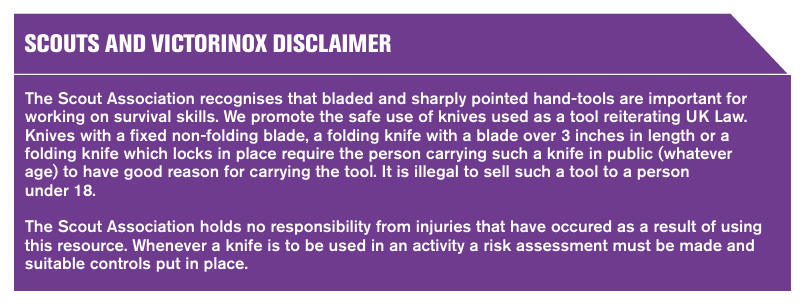 SCOUTS AND VICTORINOX DISCLAIMER
The Scout Association recognises that bladed and sharply pointed hand-tools are important for
working on survival skills. We promote the safe use of knives used as a tool reiterating UK Law.
Knives with a fixed non-folding blade, a folding knife with a blade over 3 inches in length or a
folding knife which locks in place require the person carrying such a knife in public (whatever
age) to have good reason for carrying the tool. It is illegal to sell such a tool to a person
under 18.
The Scout Association holds no responsibility from injuries that have occured as a result of using
this resource. Whenever a knife is to be used in an activity a risk assessment must be made and
suitable controls put in place.